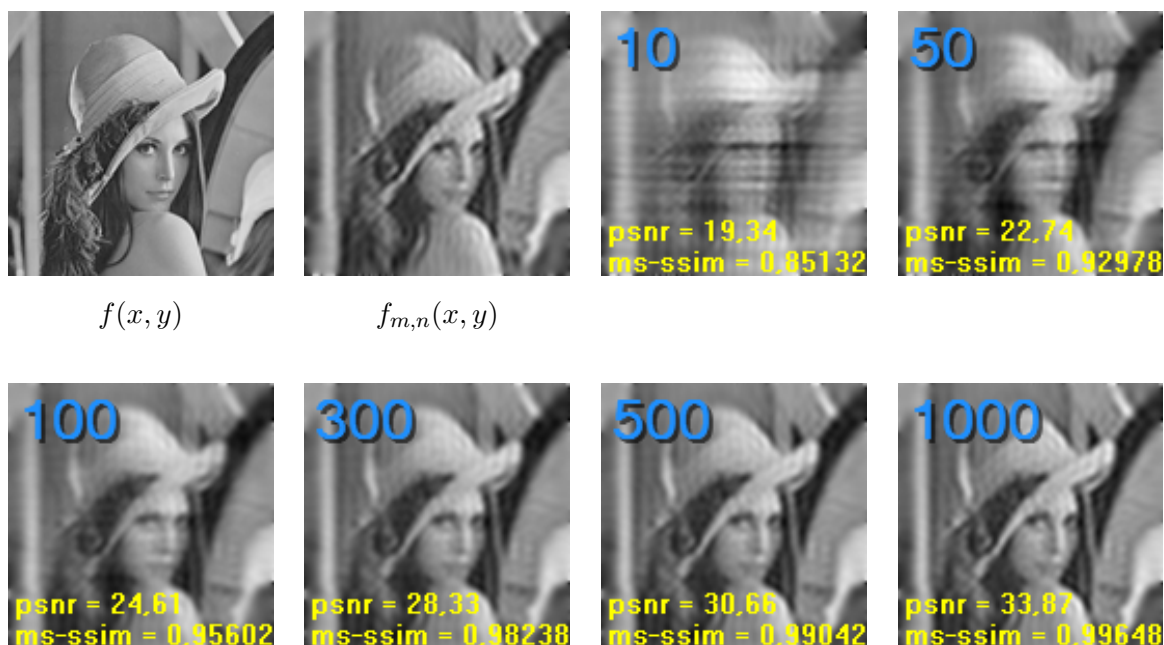 10
50
psnr = 19,34
ms-ssim = 0,85132
psnr = 22,74
ms-ssim = 0,92978
f(x, y)
f_{m,n}(x, y)
100
300
500
1000
psnr = 24,61
ms-ssim = 0,95602
psnr = 28,33
ms-ssim = 0,98238
psnr = 30,66
ms-ssim = 0,99042
psnr = 33,87
ms-ssim = 0,99648